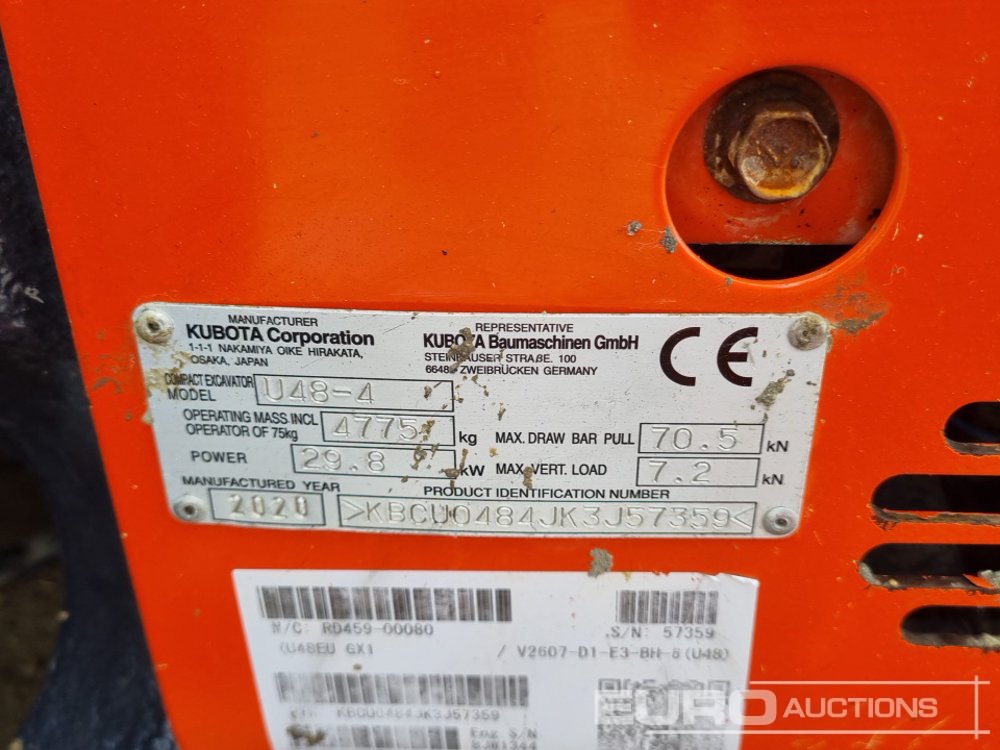 MANUFACTURER
KUBOTA Corporation
1-1-1 NAKAMIYA OIKE HIRAKATA,
OSAKA, JAPAN
REPRESENTATIVE
KUBOTA Baumaschinen GmbH
STEINHAUSER STRAßE. 100
ZWEIBRÜCKEN GERMANY
CE
COMPACT EXCAVATOR
MODEL U48-4
OPERATING MASS INCL
OPERATOR OF 75kg 4775 kg
MAX. DRAW BAR PULL 70.5 kN
POWER 29.8 kW
MAX. VERT. LOAD 7.2 kN
MANUFACTURED YEAR 2020
PRODUCT IDENTIFICATION NUMBER
>KBCU0484JK3J57359<
M/C: RD459-00080
S/N: 57359
(U48EU GX1 / V2607-D1-E3-BH-6(U48)
KBCU0484JK3J57359
Eng S/N
EURO AUCTIONS